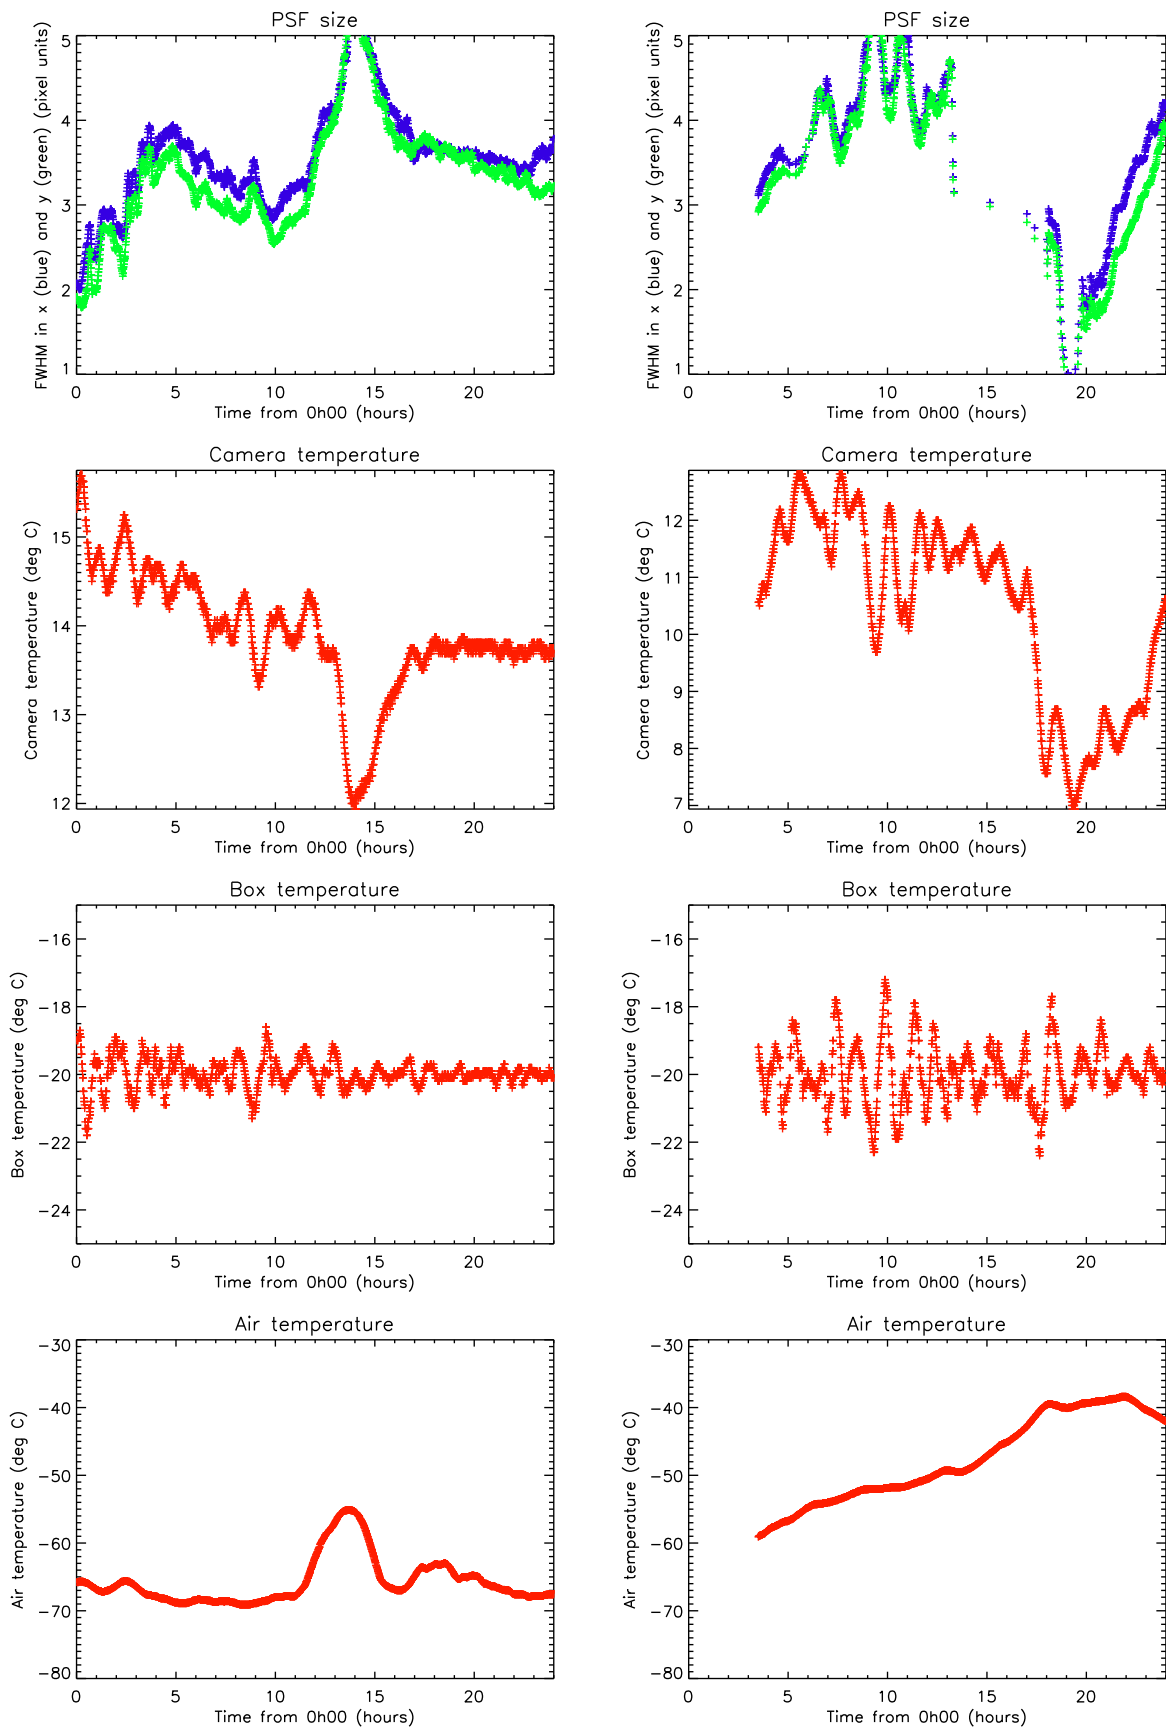 PSF size
FWHM in x (blue) and y (green) (pixel units)
5
4
3
2
1
0 5 10 15 20
Time from 0h00 (hours)
PSF size
FWHM in x (blue) and y (green) (pixel units)
5
4
3
2
1
0 5 10 15 20
Time from 0h00 (hours)
Camera temperature
Camera temperature (deg C)
15
14
13
12
0 5 10 15 20
Time from 0h00 (hours)
Camera temperature
Camera temperature (deg C)
12
11
10
9
8
7
0 5 10 15 20
Time from 0h00 (hours)
Box temperature
Box temperature (deg C)
−16
−18
−20
−22
−24
0 5 10 15 20
Time from 0h00 (hours)
Box temperature
Box temperature (deg C)
−16
−18
−20
−22
−24
0 5 10 15 20
Time from 0h00 (hours)
Air temperature
Air temperature (deg C)
−30
−40
−50
−60
−70
−80
0 5 10 15 20
Time from 0h00 (hours)
Air temperature
Air temperature (deg C)
−30
−40
−50
−60
−70
−80
0 5 10 15 20
Time from 0h00 (hours)